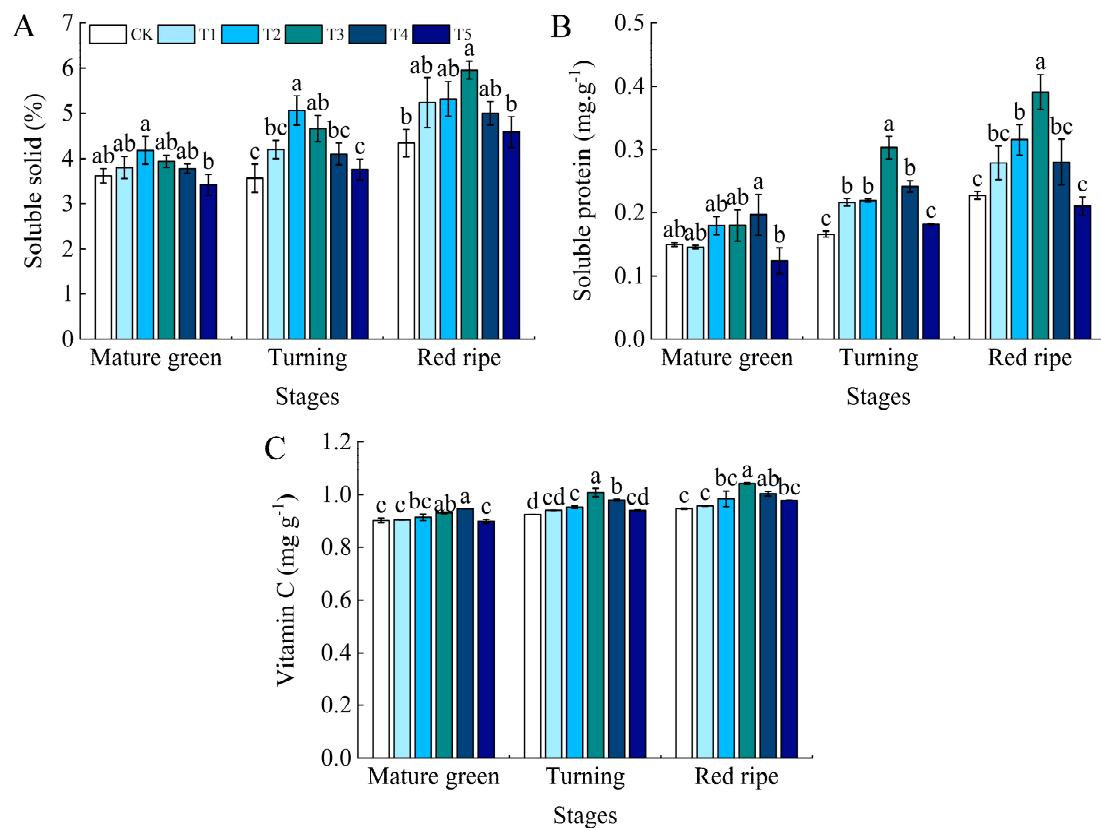 A
CK T1 T2 T3 T4 T5
Soluble solid (%)
7
6
5
4
3
2
1
0
ab ab a ab ab b
c bc a ab bc c
b ab ab a ab b
Mature green Turning Red ripe
Stages
B
Soluble protein (mg.g-1)
0.5
0.4
0.3
0.2
0.1
0.0
ab ab ab ab a b
c b b a b c
c bc b a bc c
Mature green Turning Red ripe
Stages
C
Vitamin C (mg g-1)
1.2
1.0
0.8
0.6
0.4
0.2
0.0
c c bc ab a c
d cd c a b cd
c c bc a ab bc
Mature green Turning Red ripe
Stages